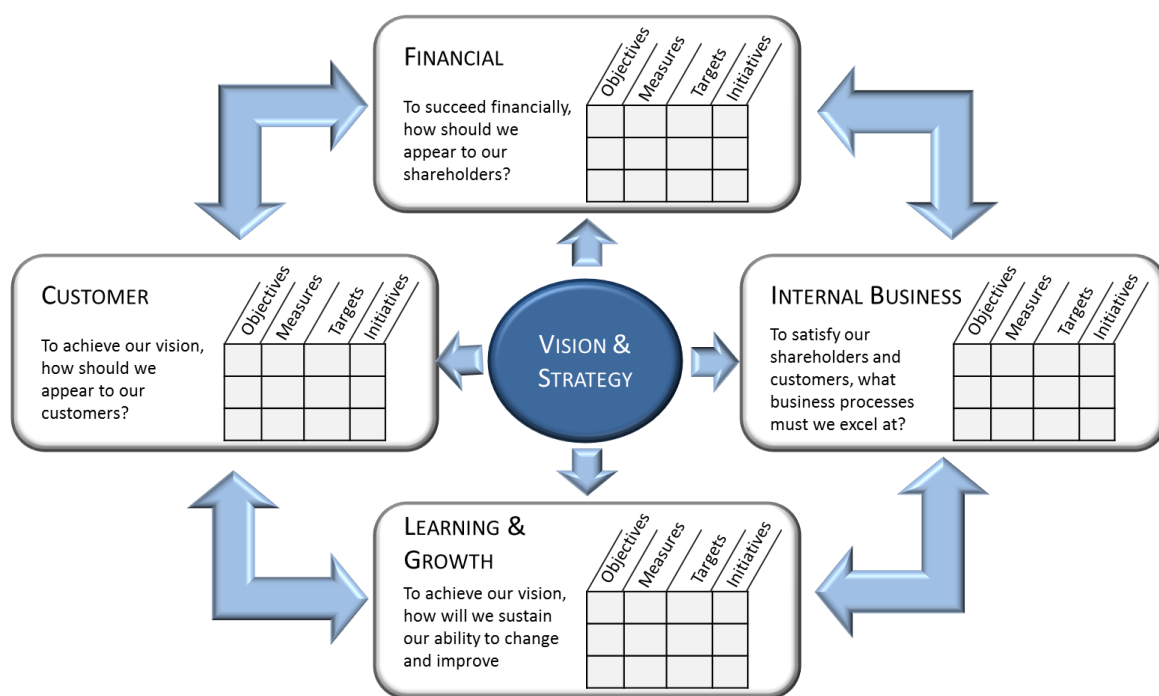 FINANCIAL
To succeed financially,
how should we
appear to our
shareholders?
Objectives
Measures
Targets
Initiatives
CUSTOMER
To achieve our vision,
how should we
appear to our
customers?
Objectives
Measures
Targets
Initiatives
VISION &
STRATEGY
INTERNAL BUSINESS
To satisfy our
shareholders and
customers, what
business processes
must we excel at?
Objectives
Measures
Targets
Initiatives
LEARNING &
GROWTH
To achieve our vision,
how will we sustain
our ability to change
and improve
Objectives
Measures
Targets
Initiatives